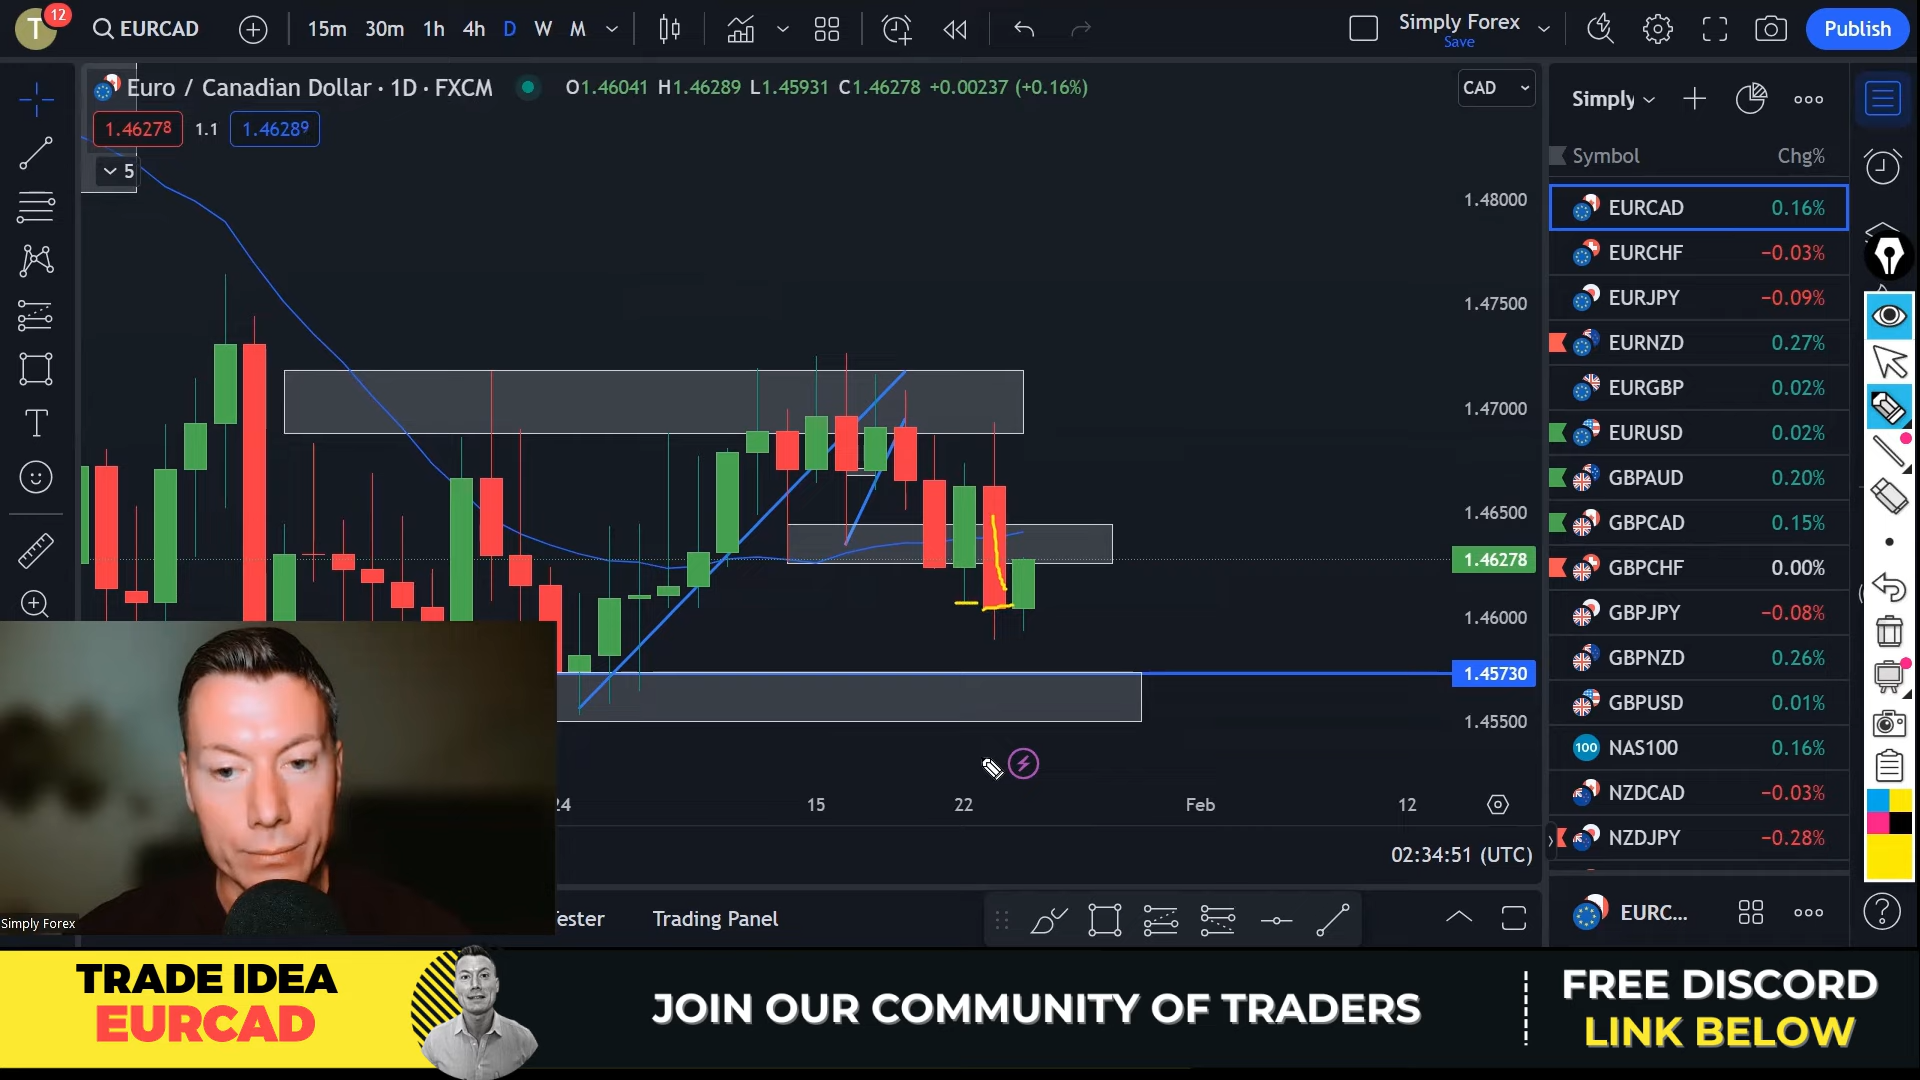 T
12
EURCAD
15m 30m 1h 4h D W M
Simply Forex
Save
Publish
Euro / Canadian Dollar · 1D · FXCM
O1.46041 H1.46289 L1.45931 C1.46278 +0.00237 (+0.16%)
CAD
1.46278 1.1 1.46289
5
1.48000
1.47500
1.47000
1.46500
1.46278
1.46000
1.45730
1.45500
24 15 22 Feb 12
02:34:51 (UTC)
Simply
Symbol Chg%
EURCAD 0.16%
EURCHF −0.03%
EURJPY −0.09%
EURNZD 0.27%
EURGBP 0.02%
EURUSD 0.02%
GBPAUD 0.20%
GBPCAD 0.15%
GBPCHF 0.00%
GBPJPY −0.08%
GBPNZD 0.26%
GBPUSD 0.01%
100 NAS100 0.16%
NZDCAD −0.03%
NZDJPY −0.28%
EURC...
Simply Forex
ester Trading Panel
TRADE IDEA
EURCAD
JOIN OUR COMMUNITY OF TRADERS
FREE DISCORD
LINK BELOW